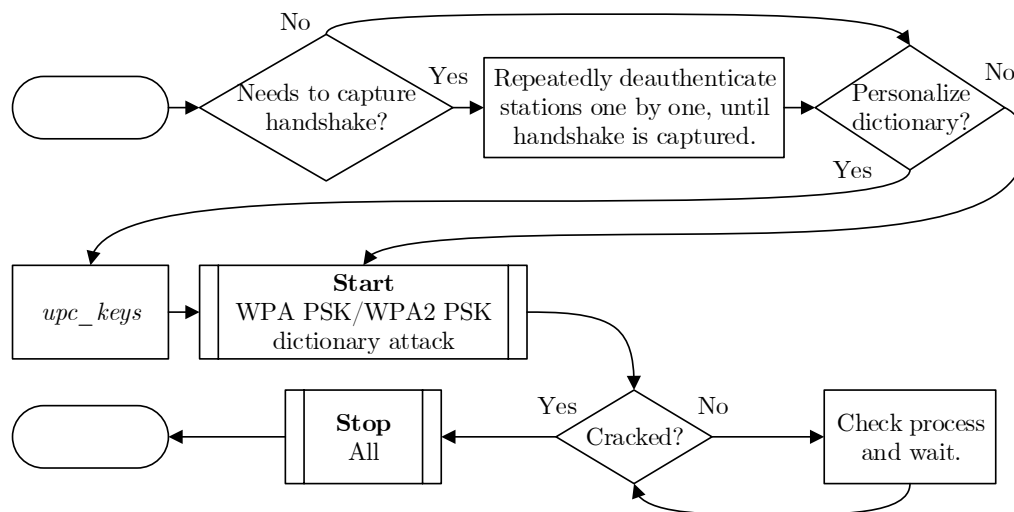 No
Needs to capture
handshake?
Yes
Repeatedly deauthenticate
stations one by one, until
handshake is captured.
Personalize
dictionary?
No
Yes
upc_keys
Start
WPA PSK/WPA2 PSK
dictionary attack
Yes
Cracked?
No
Stop
All
Check process
and wait.